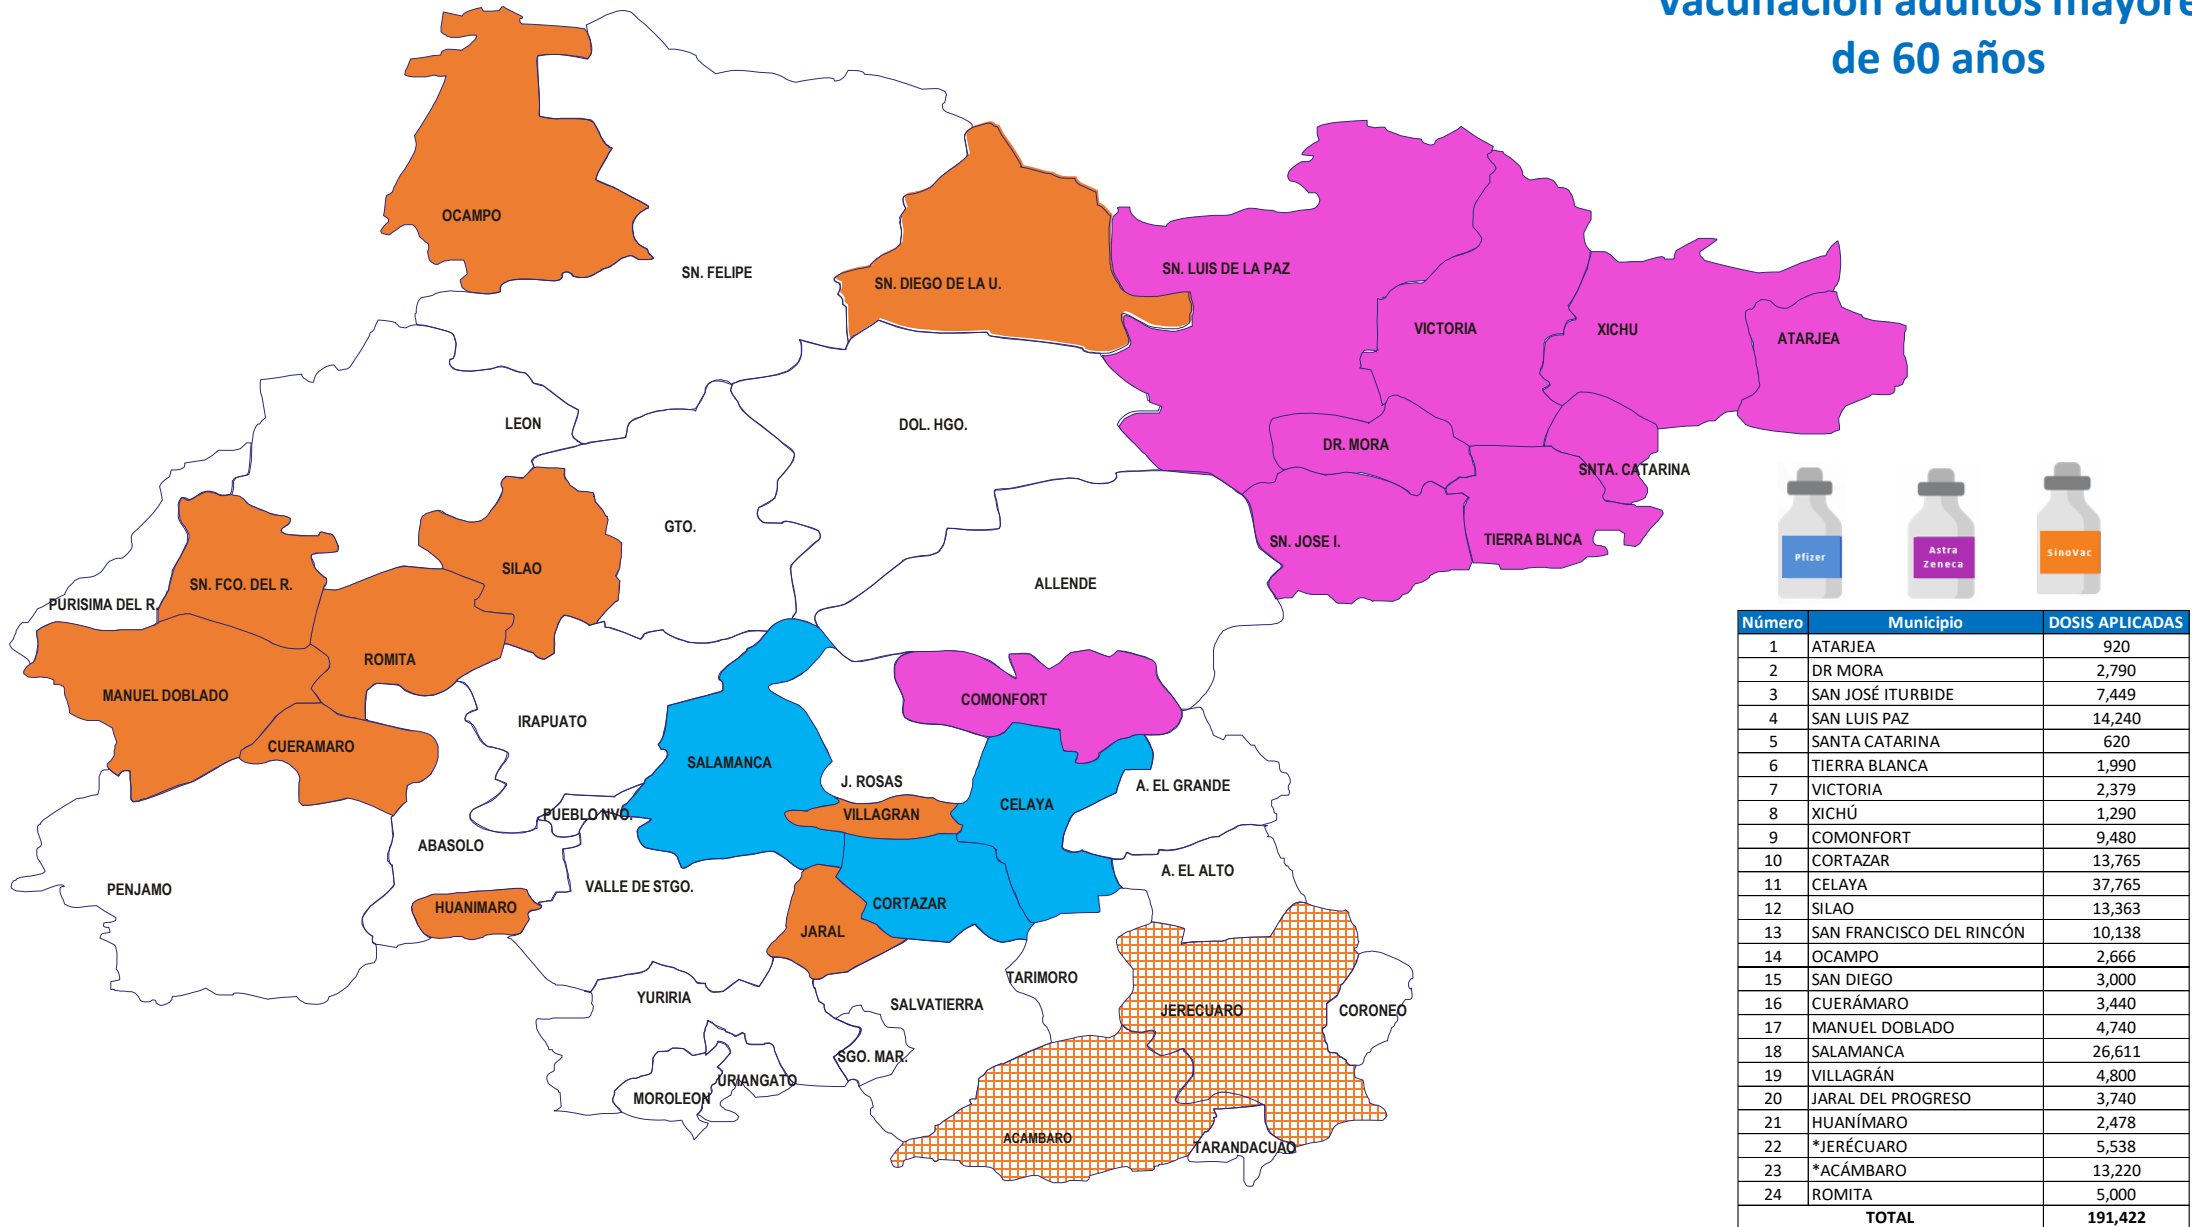 Vacunación adultos mayore
de 60 años
OCAMPO
SN. FELIPE
SN. DIEGO DE LA U.
SN. LUIS DE LA PAZ
VICTORIA
XICHU
ATARJEA
LEON
DOL. HGO.
DR. MORA
SNTA. CATARINA
GTO.
SN. JOSE I.
TIERRA BLNCA
SILAO
SN. FCO. DEL R.
ALLENDE
PURISIMA DEL R.
ROMITA
MANUEL DOBLADO
COMONFORT
IRAPUATO
CUERAMARO
SALAMANCA
J. ROSAS
A. EL GRANDE
CELAYA
PUEBLO NVO.
VILLAGRAN
ABASOLO
A. EL ALTO
PENJAMO
VALLE DE STGO.
HUANIMARO
CORTAZAR
JARAL
TARIMORO
YURIRIA
SALVATIERRA
JERECUARO
CORONEO
SGO. MAR.
URIANGATO
MOROLEON
ACAMBARO
TARANDACUAO
Pfizer
Astra
Zeneca
SinoVac
Número Municipio DOSIS APLICADAS
1 ATARJEA 920
2 DR MORA 2,790
3 SAN JOSÉ ITURBIDE 7,449
4 SAN LUIS PAZ 14,240
5 SANTA CATARINA 620
6 TIERRA BLANCA 1,990
7 VICTORIA 2,379
8 XICHÚ 1,290
9 COMONFORT 9,480
10 CORTAZAR 13,765
11 CELAYA 37,765
12 SILAO 13,363
13 SAN FRANCISCO DEL RINCÓN 10,138
14 OCAMPO 2,666
15 SAN DIEGO 3,000
16 CUERÁMARO 3,440
17 MANUEL DOBLADO 4,740
18 SALAMANCA 26,611
19 VILLAGRÁN 4,800
20 JARAL DEL PROGRESO 3,740
21 HUANÍMARO 2,478
22 *JERÉCUARO 5,538
23 *ACÁMBARO 13,220
24 ROMITA 5,000
TOTAL 191,422